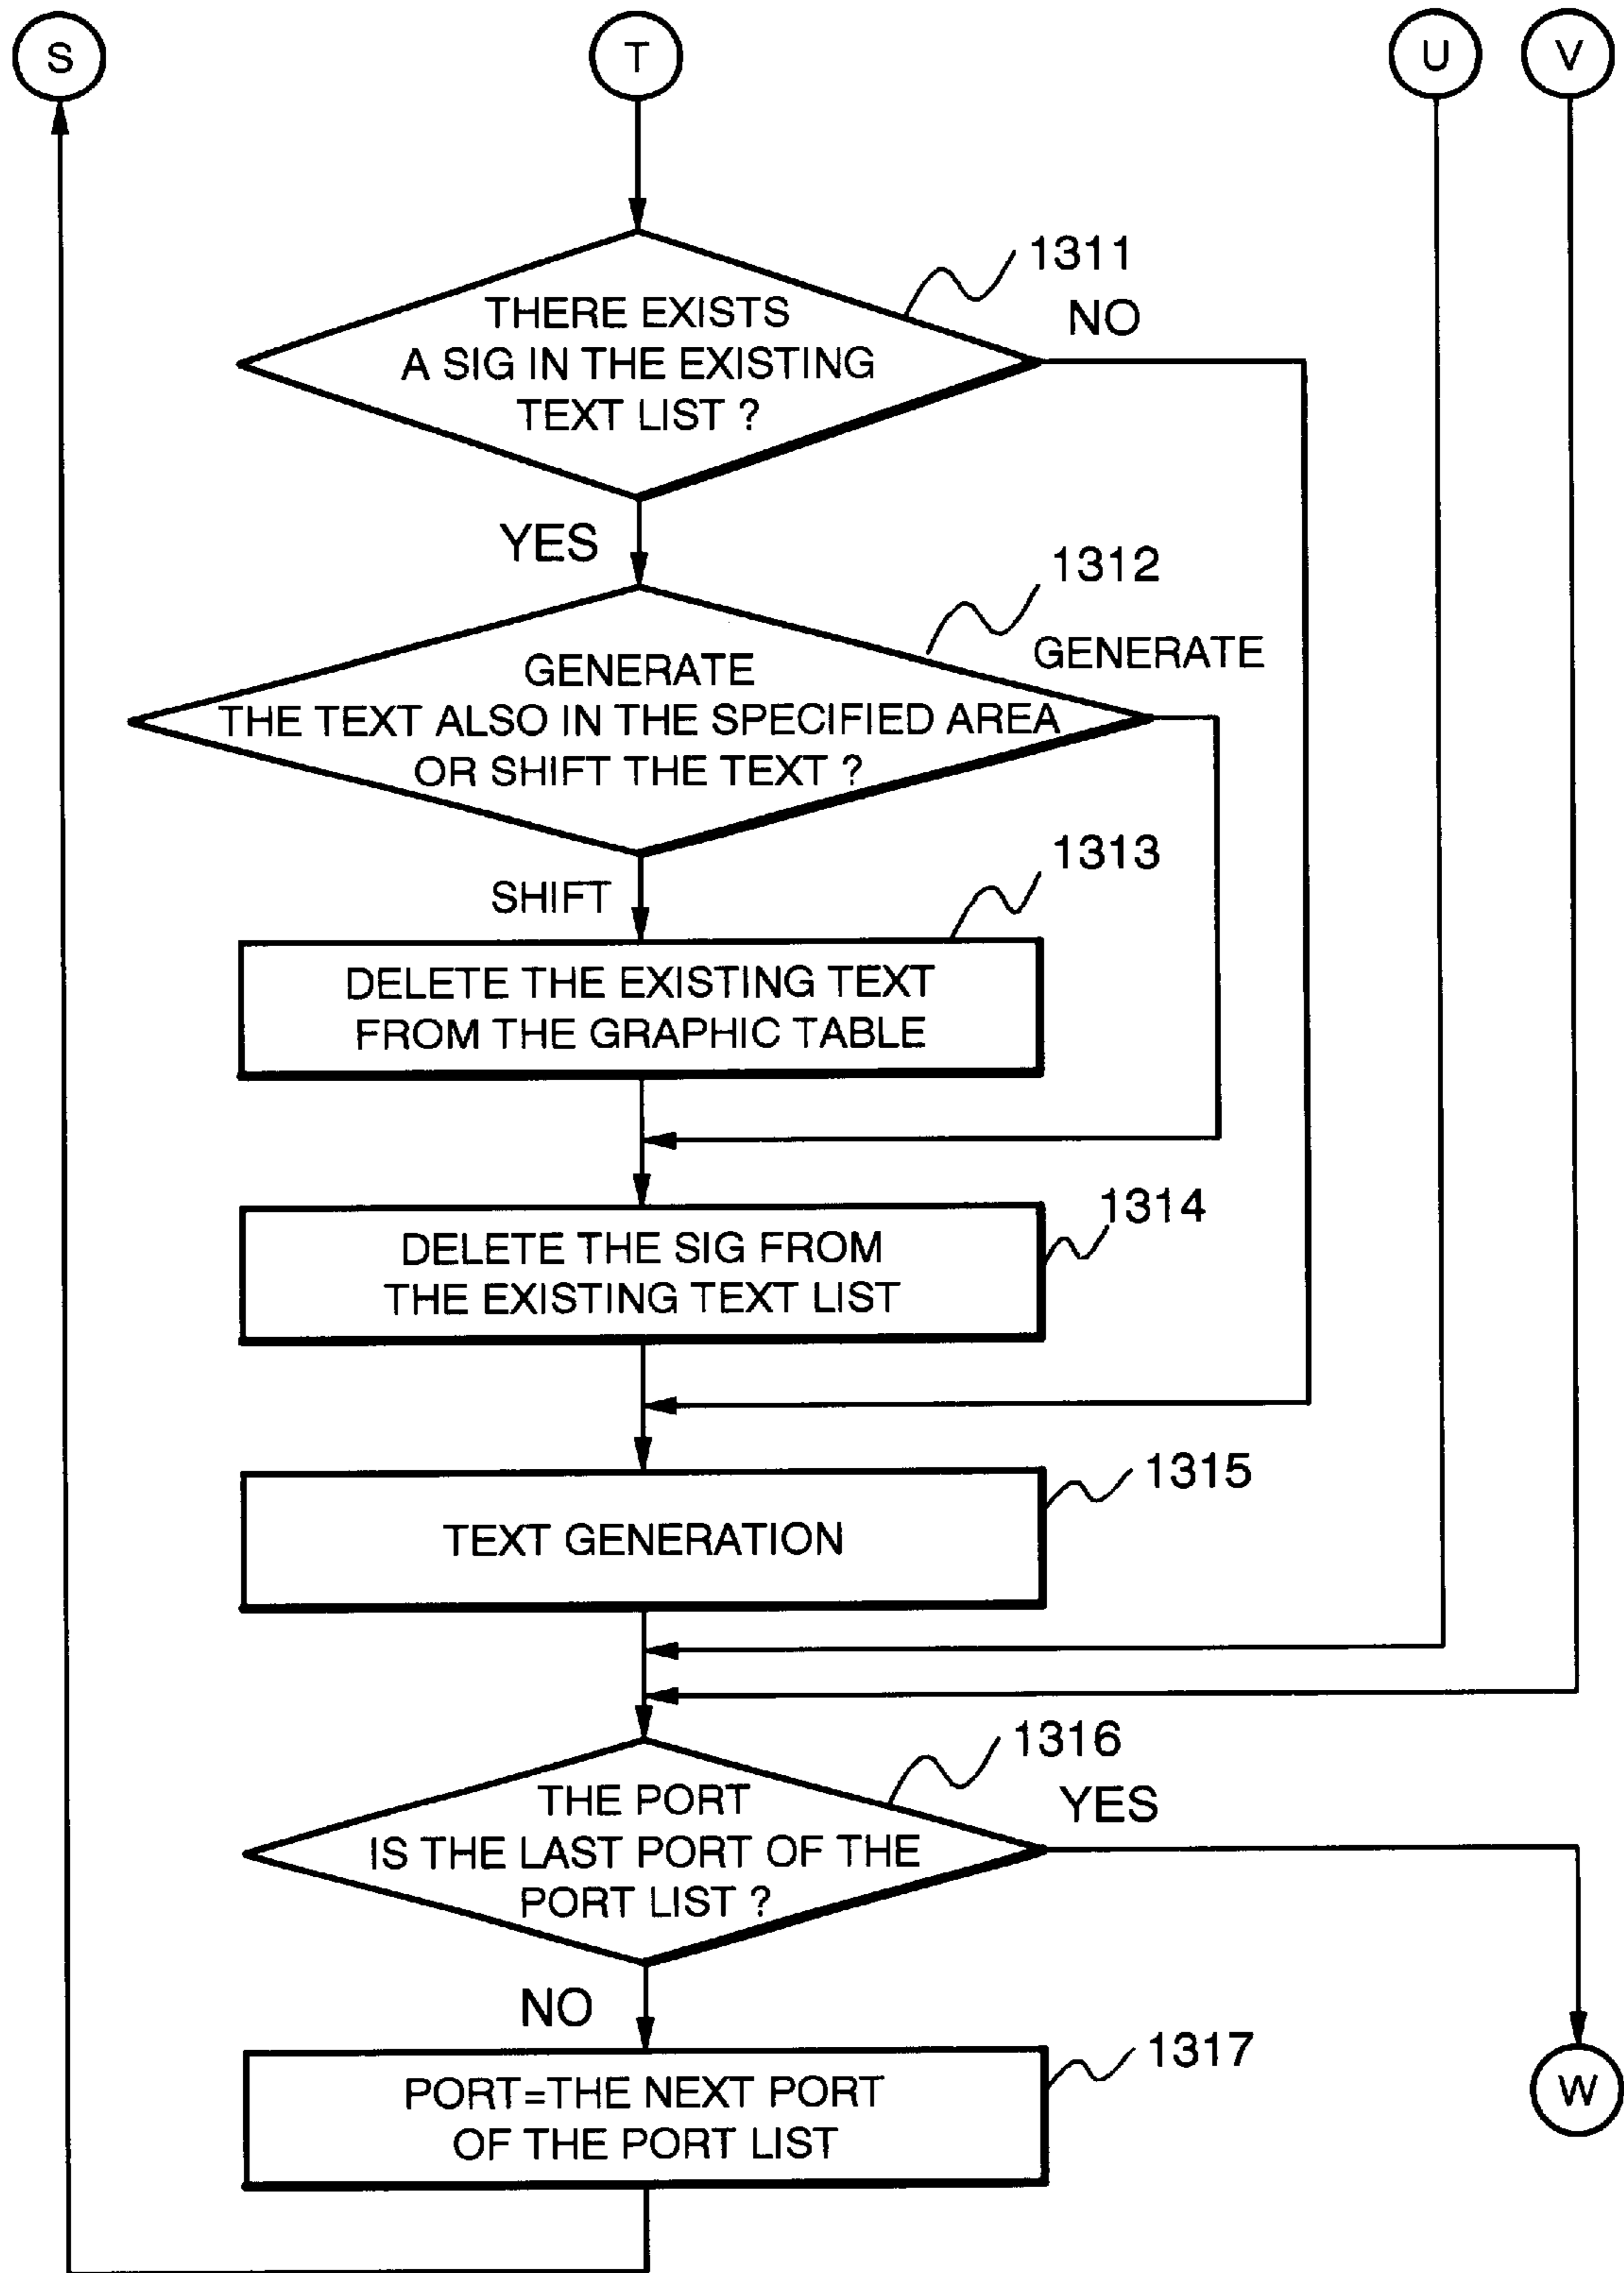 S
T
U
V
1311
NO
THERE EXISTS
A SIG IN THE EXISTING
TEXT LIST ?
YES
1312
GENERATE
GENERATE
THE TEXT ALSO IN THE SPECIFIED AREA
OR SHIFT THE TEXT ?
SHIFT
1313
DELETE THE EXISTING TEXT
FROM THE GRAPHIC TABLE
1314
DELETE THE SIG FROM
THE EXISTING TEXT LIST
1315
TEXT GENERATION
1316
YES
THE PORT
IS THE LAST PORT OF THE
PORT LIST ?
NO
1317
PORT=THE NEXT PORT
OF THE PORT LIST
W